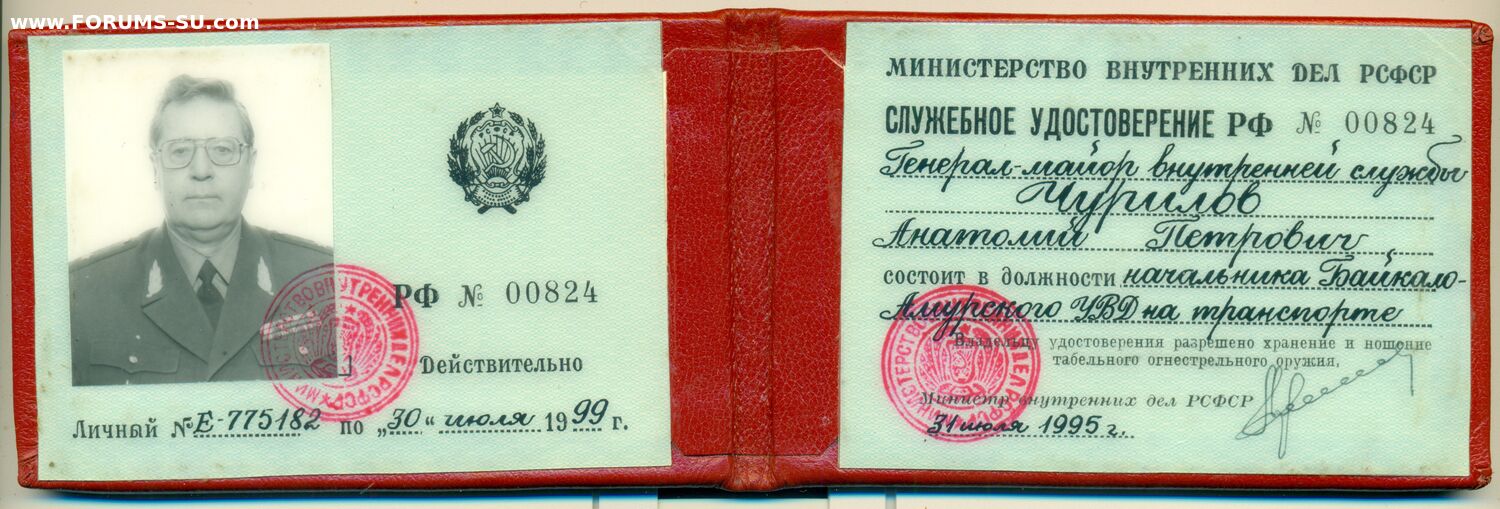 www.FORUMS-SU.com
РФ № 00824
Действительно
Личный № Е-775182 по „30“ июля 1999 г.
МИНИСТЕРСТВО ВНУТРЕННИХ ДЕЛ РСФСР
СЛУЖЕБНОЕ УДОСТОВЕРЕНИЕ РФ № 00824
Генерал-майор внутренней службы
Чурилов
Анатолий Петрович
состоит в должности начальника Байкало-
Амурского УВД на транспорте
Владельцу удостоверения разрешено хранение и ношение
табельного огнестрельного оружия.
Министр внутренних дел РСФСР
31 июля 1995 г.